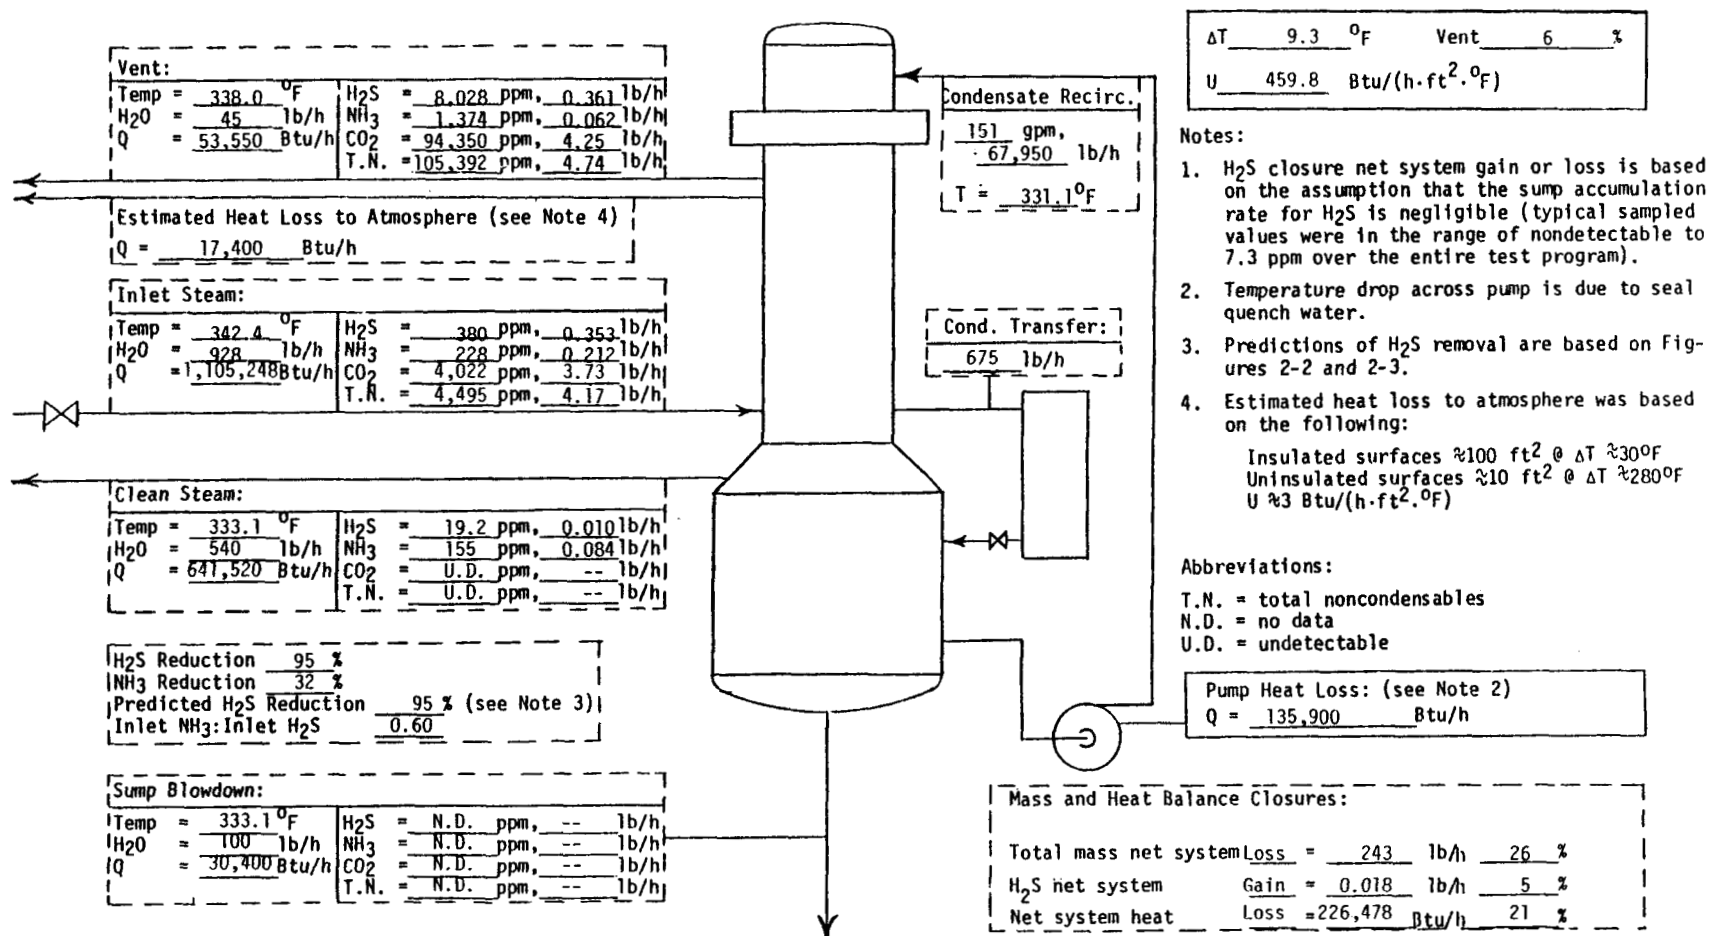 Vent:
Temp = 338.0 °F
H2O = 45 lb/h
Q = 53,550 Btu/h
H2S = 8,028 ppm, 0.361 lb/h
NH3 = 1,374 ppm, 0.062 lb/h
CO2 = 94,350 ppm, 4.25 lb/h
T.N. = 105,392 ppm, 4.74 lb/h
Estimated Heat Loss to Atmosphere (see Note 4)
Q = 17,400 Btu/h
Inlet Steam:
Temp = 342.4 °F
H2O = 928 lb/h
Q = 1,105,248 Btu/h
H2S = 380 ppm, 0.353 lb/h
NH3 = 228 ppm, 0.212 lb/h
CO2 = 4,022 ppm, 3.73 lb/h
T.N. = 4,495 ppm, 4.17 lb/h
Clean Steam:
Temp = 333.1 °F
H2O = 540 lb/h
Q = 641,520 Btu/h
H2S = 19.2 ppm, 0.010 lb/h
NH3 = 155 ppm, 0.084 lb/h
CO2 = U.D. ppm, -- lb/h
T.N. = U.D. ppm, -- lb/h
H2S Reduction 95 %
NH3 Reduction 32 %
Predicted H2S Reduction 95 % (see Note 3)
Inlet NH3:Inlet H2S 0.60
Sump Blowdown:
Temp = 333.1 °F
H2O = 100 lb/h
Q = 30,400 Btu/h
H2S = N.D. ppm, -- lb/h
NH3 = N.D. ppm, -- lb/h
CO2 = N.D. ppm, -- lb/h
T.N. = N.D. ppm, -- lb/h
Condensate Recirc.
151 gpm,
67,950 lb/h
T = 331.1°F
Cond. Transfer:
675 lb/h
ΔT 9.3 °F Vent 6 %
U 459.8 Btu/(h·ft²·°F)
Notes:
1. H2S closure net system gain or loss is based
on the assumption that the sump accumulation
rate for H2S is negligible (typical sampled
values were in the range of nondetectable to
7.3 ppm over the entire test program).
2. Temperature drop across pump is due to seal
quench water.
3. Predictions of H2S removal are based on Fig-
ures 2-2 and 2-3.
4. Estimated heat loss to atmosphere was based
on the following:
Insulated surfaces ≈100 ft² @ ΔT ≈30°F
Uninsulated surfaces ≈10 ft² @ ΔT ≈280°F
U ≈3 Btu/(h·ft²·°F)
Abbreviations:
T.N. = total noncondensables
N.D. = no data
U.D. = undetectable
Pump Heat Loss: (see Note 2)
Q = 135,900 Btu/h
Mass and Heat Balance Closures:
Total mass net system Loss = 243 lb/h 26 %
H2S net system Gain = 0.018 lb/h 5 %
Net system heat Loss = 226,478 Btu/h 21 %